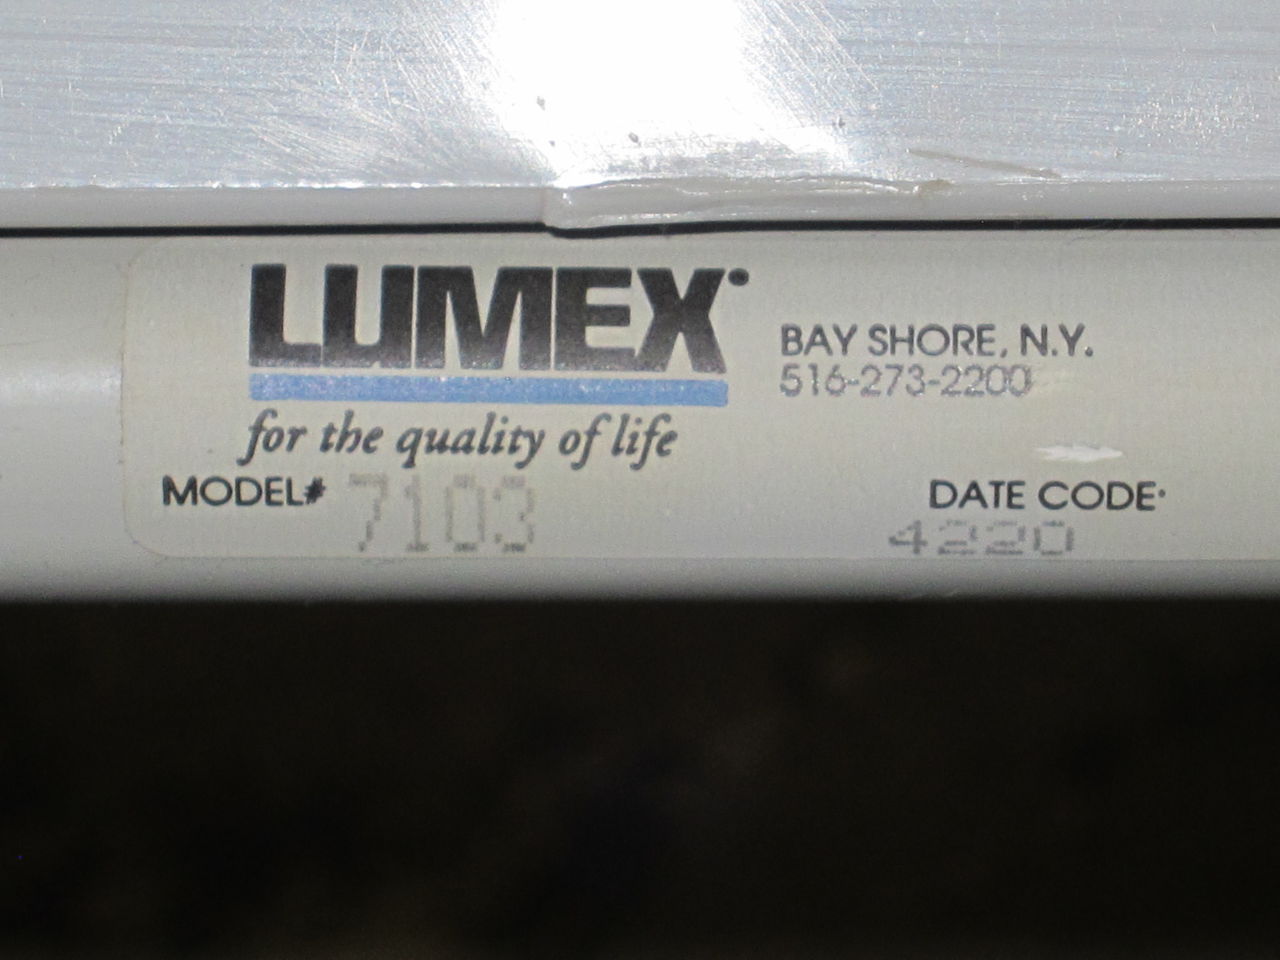 LUMEX
for the quality of life
BAY SHORE, N.Y.
516-273-2200
MODEL# 7103
DATE CODE·
4220